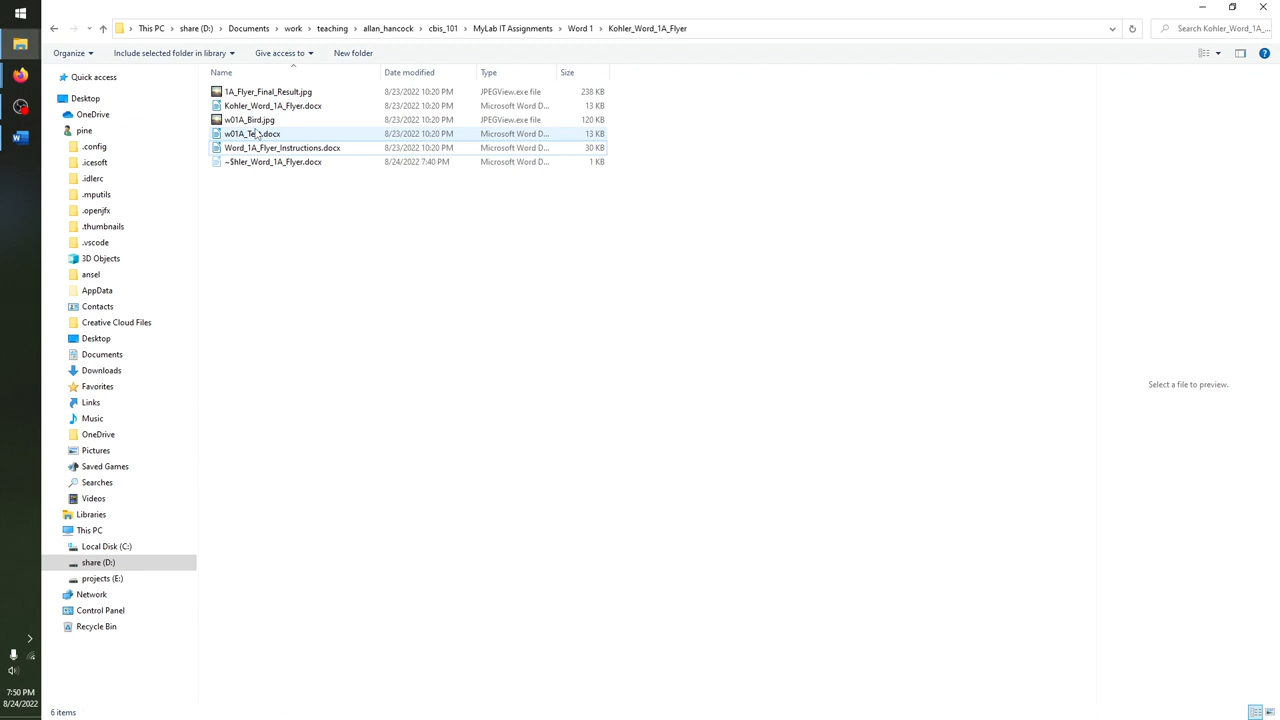 This PC > share (D:) > Documents > work > teaching > allan_hancock > cbis_101 > MyLab IT Assignments > Word 1 > Kohler_Word_1A_Flyer
Search Kohler_Word_1A_...
Organize
Include selected folder in library
Give access to
New folder
Name Date modified Type Size
Quick access
Desktop
OneDrive
pine
.config
.icesoft
.idlerc
.mputils
.openjfx
.thumbnails
.vscode
3D Objects
ansel
AppData
Contacts
Creative Cloud Files
Desktop
Documents
Downloads
Favorites
Links
Music
OneDrive
Pictures
Saved Games
Searches
Videos
Libraries
This PC
Local Disk (C:)
share (D:)
projects (E:)
Network
Control Panel
Recycle Bin
1A_Flyer_Final_Result.jpg 8/23/2022 10:20 PM JPEGView.exe file 238 KB
Kohler_Word_1A_Flyer.docx 8/23/2022 10:20 PM Microsoft Word D... 13 KB
w01A_Bird.jpg 8/23/2022 10:20 PM JPEGView.exe file 120 KB
8/23/2022 10:20 PM Microsoft Word D... 13 KB
Word_1A_Flyer_Instructions.docx 8/23/2022 10:20 PM Microsoft Word D... 30 KB
~$hler_Word_1A_Flyer.docx 8/24/2022 7:40 PM Microsoft Word D... 1 KB
Select a file to preview.
7:50 PM
8/24/2022
6 items